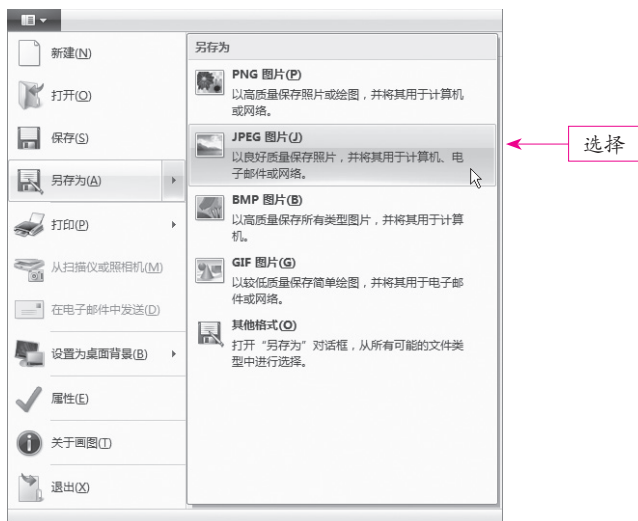 新建(N)
打开(O)
保存(S)
另存为(A)
打印(P)
从扫描仪或照相机(M)
在电子邮件中发送(D)
设置为桌面背景(B)
属性(E)
关于画图(T)
退出(X)
另存为
PNG 图片(P)
以高质量保存照片或绘图，并将其用于计算机
或网络。
JPEG 图片(J)
以良好质量保存照片，并将其用于计算机、电
子邮件或网络。
BMP 图片(B)
以高质量保存所有类型图片，并将其用于计算
机。
GIF 图片(G)
以较低质量保存简单绘图，并将其用于电子邮
件或网络。
其他格式(O)
打开“另存为”对话框，从所有可能的文件类
型中进行选择。
选择